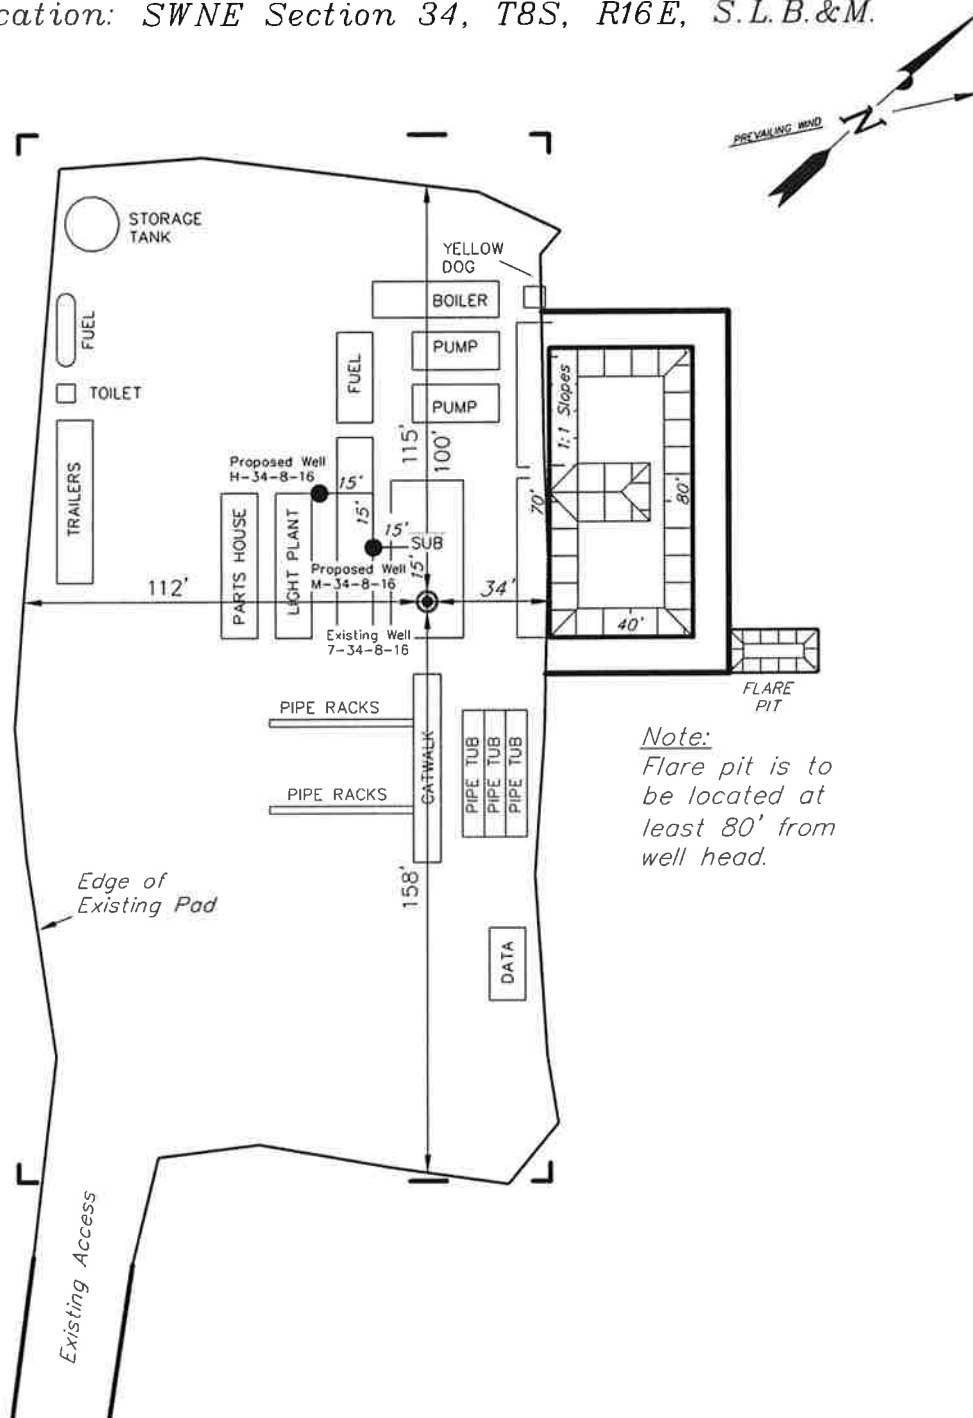 cation: SWNE Section 34, T8S, R16E, S.L.B.&M.
PREVAILING WIND
N
STORAGE
TANK
YELLOW
DOG
BOILER
FUEL
PUMP
FUEL
TOILET
PUMP
1:1 Slopes
115'
100'
Proposed Well
H-34-8-16
15'
15'
TRAILERS
PARTS HOUSE
LIGHT PLANT
15'
SUB
15'
70'
80'
Proposed Well
M-34-8-16
112'
34'
40'
Existing Well
7-34-8-16
FLARE
PIT
PIPE RACKS
CATWALK
PIPE TUB
PIPE TUB
PIPE TUB
PIPE RACKS
Note:
Flare pit is to
be located at
least 80' from
well head.
158'
Edge of
Existing Pad
DATA
Existing Access